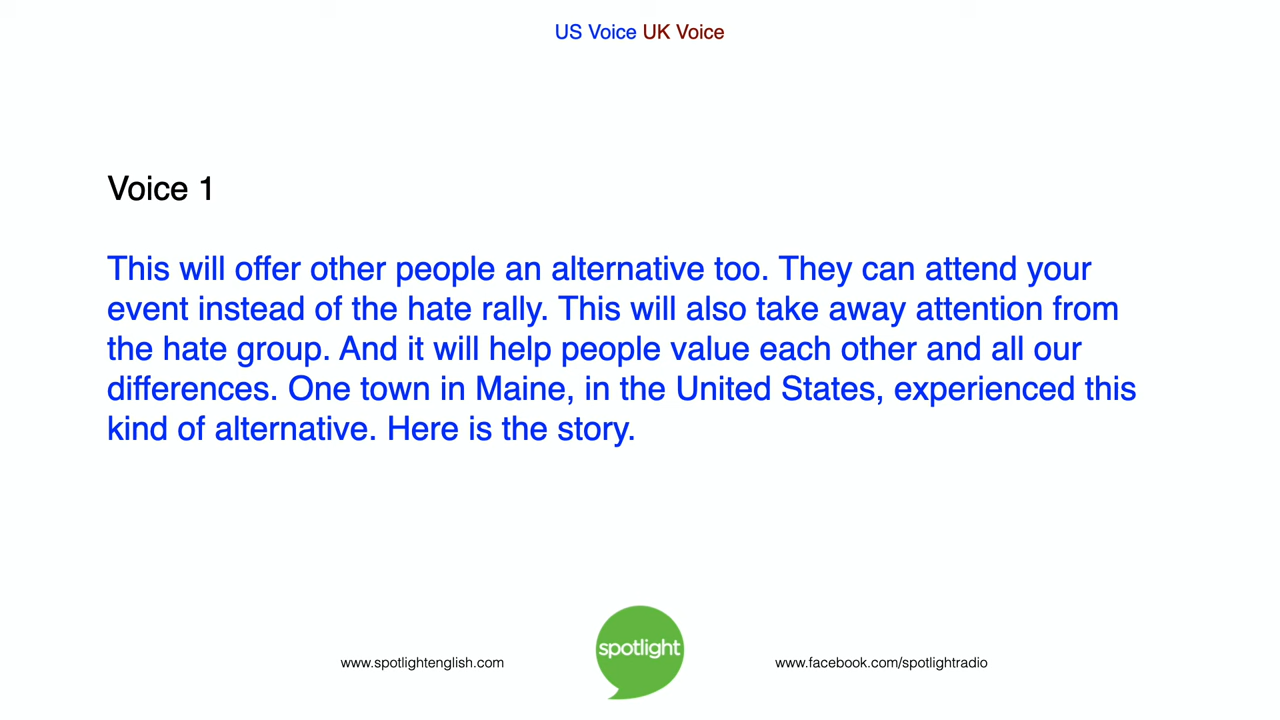 US Voice UK Voice
Voice 1
This will offer other people an alternative too. They can attend your
event instead of the hate rally. This will also take away attention from
the hate group. And it will help people value each other and all our
differences. One town in Maine, in the United States, experienced this
kind of alternative. Here is the story.
spotlight
www.spotlightenglish.com
www.facebook.com/spotlightradio